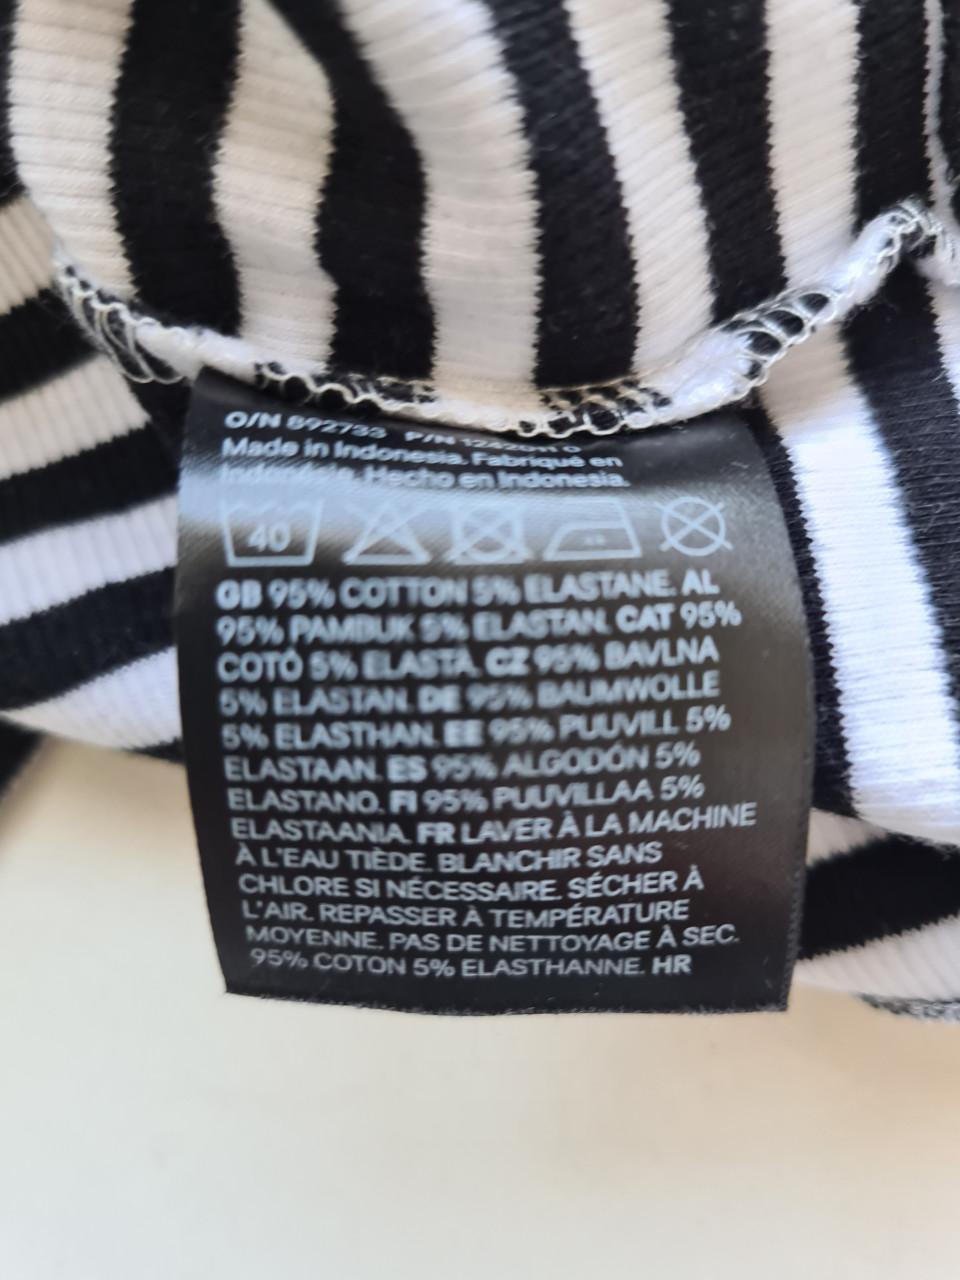 O/N 892733 P/N
Made in Indonesia. Fabriqué en
Indonésie. Hecho en Indonesia.
40
GB 95% COTTON 5% ELASTANE. AL
95% PAMBUK 5% ELASTAN. CAT 95%
COTÓ 5% ELASTÀ. CZ 95% BAVLNA
5% ELASTAN. DE 95% BAUMWOLLE
5% ELASTHAN. EE 95% PUUVILL 5%
ELASTAAN. ES 95% ALGODÓN 5%
ELASTANO. FI 95% PUUVILLAA 5%
ELASTAANIA. FR LAVER À LA MACHINE
À L'EAU TIÈDE. BLANCHIR SANS
CHLORE SI NÉCESSAIRE. SÉCHER À
L'AIR. REPASSER À TEMPÉRATURE
MOYENNE. PAS DE NETTOYAGE À SEC.
95% COTON 5% ELASTHANNE. HR